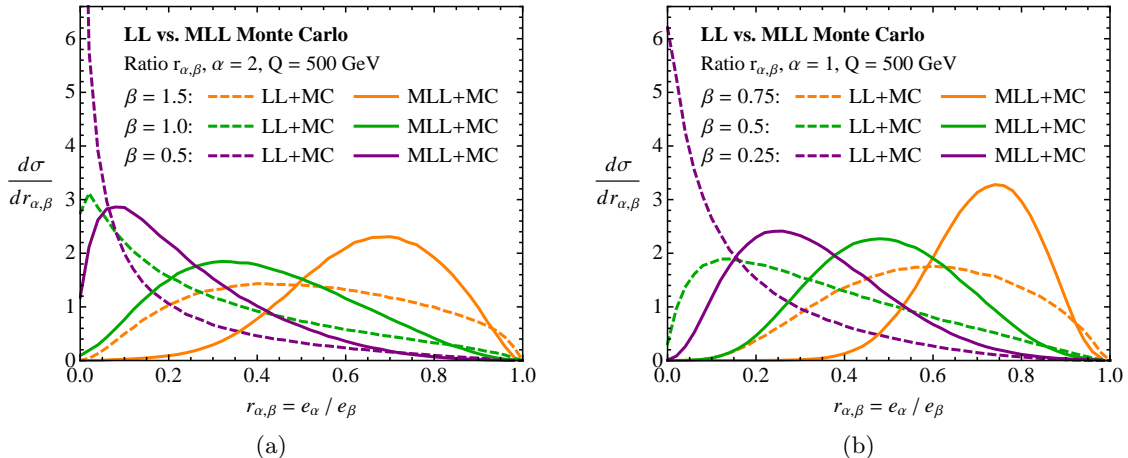 LL vs. MLL Monte Carlo
Ratio r_{α,β}, α = 2, Q = 500 GeV
β = 1.5: LL+MC MLL+MC
β = 1.0: LL+MC MLL+MC
β = 0.5: LL+MC MLL+MC
dσ
dr_{α,β}
6
5
4
3
2
1
0
0.0 0.2 0.4 0.6 0.8 1.0
r_{α,β} = e_α / e_β
(a)
LL vs. MLL Monte Carlo
Ratio r_{α,β}, α = 1, Q = 500 GeV
β = 0.75: LL+MC MLL+MC
β = 0.5: LL+MC MLL+MC
β = 0.25: LL+MC MLL+MC
dσ
dr_{α,β}
6
5
4
3
2
1
0
0.0 0.2 0.4 0.6 0.8 1.0
r_{α,β} = e_α / e_β
(b)